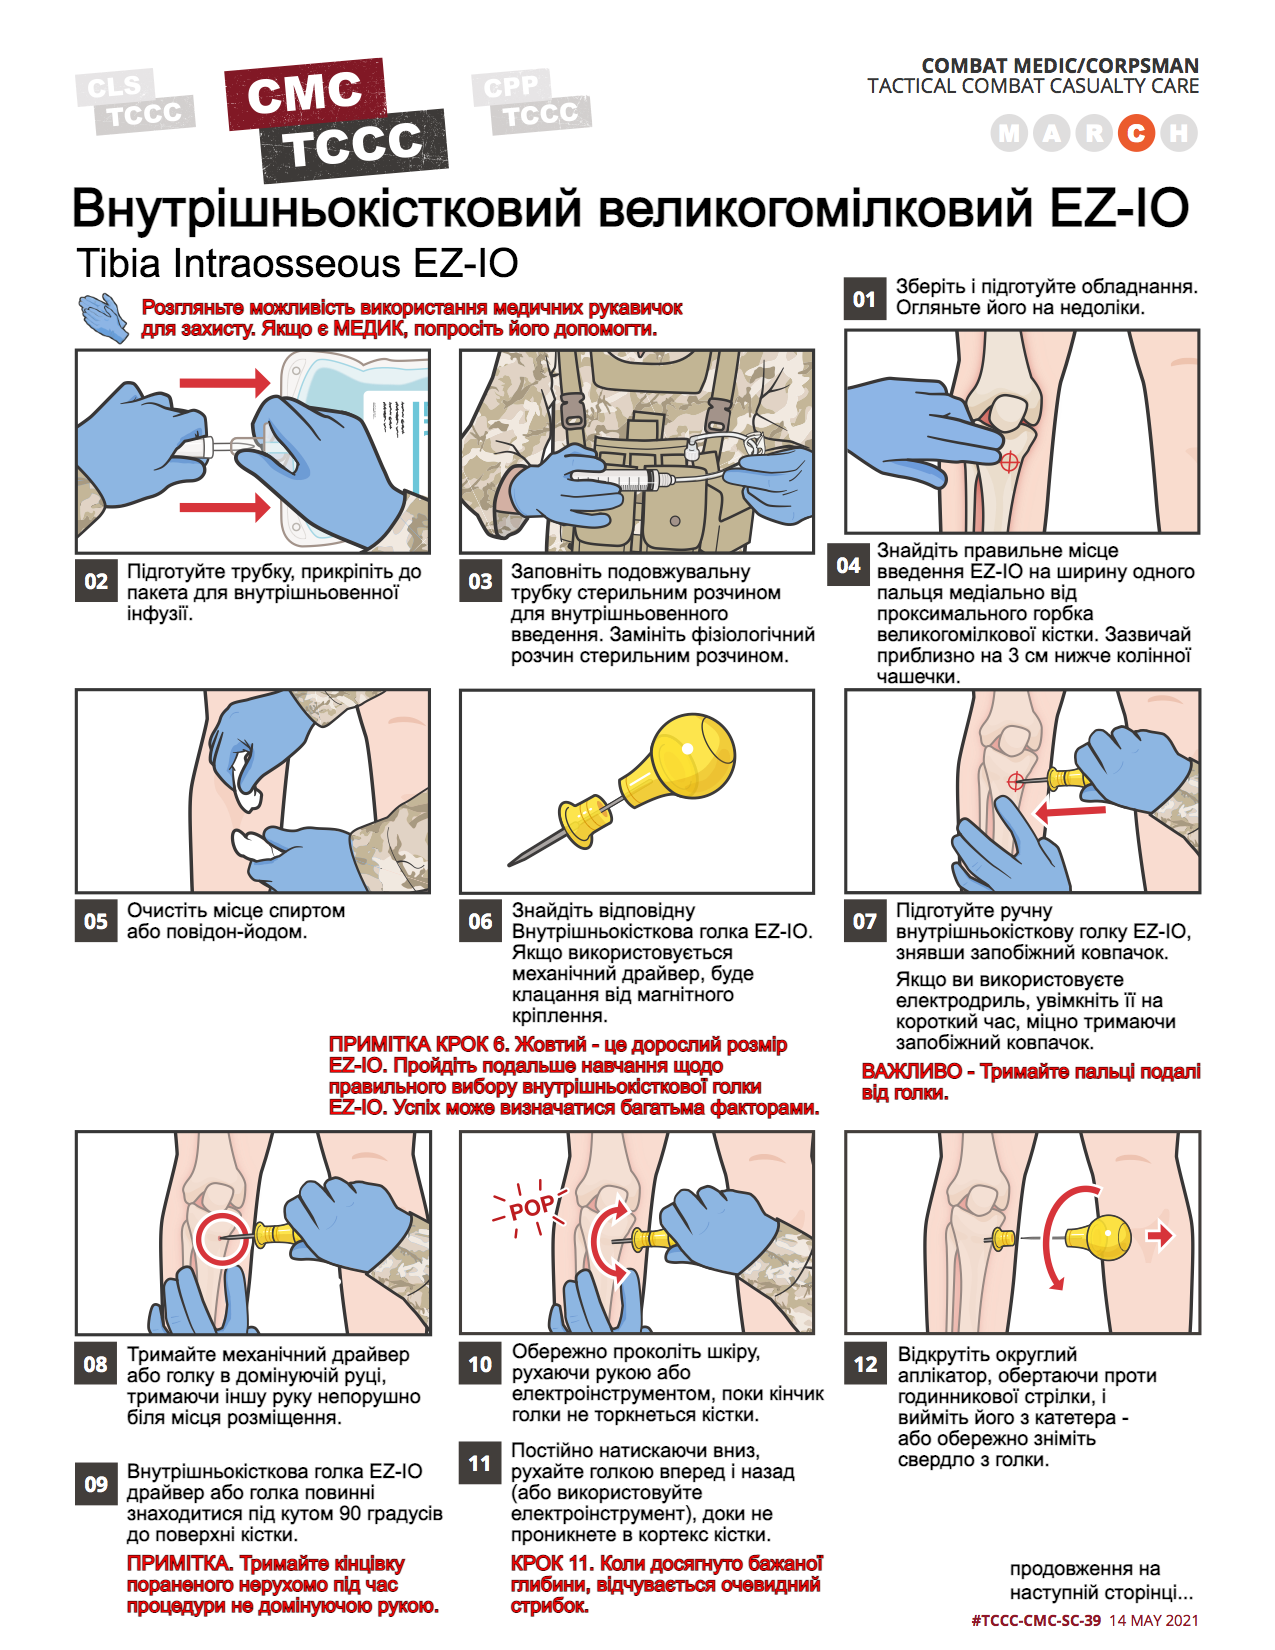 CLS
TCCC
CMC
TCCC
CPP
TCCC
COMBAT MEDIC/CORPSMAN
TACTICAL COMBAT CASUALTY CARE
M A R C H
Внутрішньокістковий великогомілковий EZ-IO
Tibia Intraosseous EZ-IO
Розгляньте можливість використання медичних рукавичок
для захисту. Якщо є МЕДИК, попросіть його допомогти.
01
Зберіть і підготуйте обладнання.
Огляньте його на недоліки.
02
Підготуйте трубку, прикріпіть до
пакета для внутрішньовенної
інфузії.
03
Заповніть подовжувальну
трубку стерильним розчином
для внутрішньовенного
введення. Замініть фізіологічний
розчин стерильним розчином.
04
Знайдіть правильне місце
введення EZ-IO на ширину одного
пальця медіально від
проксимального горбка
великогомілкової кістки. Зазвичай
приблизно на 3 см нижче колінної
чашечки.
05
Очистіть місце спиртом
або повідон-йодом.
06
Знайдіть відповідну
Внутрішньокісткова голка EZ-IO.
Якщо використовується
механічний драйвер, буде
клацання від магнітного
кріплення.
ПРИМІТКА КРОК 6. Жовтий - це дорослий розмір
EZ-IO. Пройдіть подальше навчання щодо
правильного вибору внутрішньокісткової голки
EZ-IO. Успіх може визначатися багатьма факторами.
07
Підготуйте ручну
внутрішньокісткову голку EZ-IO,
знявши запобіжний ковпачок.
Якщо ви використовуєте
електродриль, увімкніть її на
короткий час, міцно тримаючи
запобіжний ковпачок.
ВАЖЛИВО - Тримайте пальці подалі
від голки.
08
Тримайте механічний драйвер
або голку в домінуючій руці,
тримаючи іншу руку непорушно
біля місця розміщення.
09
Внутрішньокісткова голка EZ-IO
драйвер або голка повинні
знаходитися під кутом 90 градусів
до поверхні кістки.
ПРИМІТКА. Тримайте кінцівку
пораненого нерухомо під час
процедури не домінуючою рукою.
POP
10
Обережно проколіть шкіру,
рухаючи рукою або
електроінструментом, поки кінчик
голки не торкнеться кістки.
11
Постійно натискаючи вниз,
рухайте голкою вперед і назад
(або використовуйте
електроінструмент), доки не
проникнете в кортекс кістки.
КРОК 11. Коли досягнуто бажаної
глибини, відчувається очевидний
стрибок.
12
Відкрутіть округлий
аплікатор, обертаючи проти
годинникової стрілки, і
вийміть його з катетера -
або обережно зніміть
свердло з голки.
продовження на
наступній сторінці...
#TCCC-CMC-SC-39 14 MAY 2021